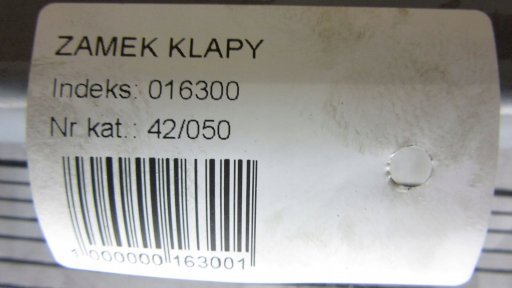 ZAMEK KLAPY
Indeks: 016300
Nr kat.: 42/050
1 000000 163001